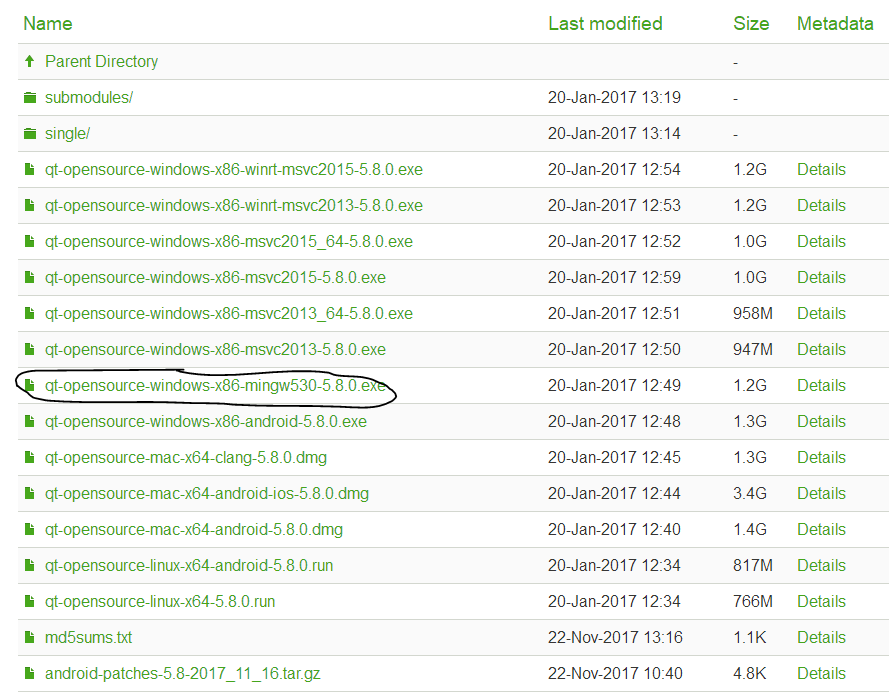 Name Last modified Size Metadata
Parent Directory -
submodules/ 20-Jan-2017 13:19 -
single/ 20-Jan-2017 13:14 -
qt-opensource-windows-x86-winrt-msvc2015-5.8.0.exe 20-Jan-2017 12:54 1.2G Details
qt-opensource-windows-x86-winrt-msvc2013-5.8.0.exe 20-Jan-2017 12:53 1.2G Details
qt-opensource-windows-x86-msvc2015_64-5.8.0.exe 20-Jan-2017 12:52 1.0G Details
qt-opensource-windows-x86-msvc2015-5.8.0.exe 20-Jan-2017 12:59 1.0G Details
qt-opensource-windows-x86-msvc2013_64-5.8.0.exe 20-Jan-2017 12:51 958M Details
qt-opensource-windows-x86-msvc2013-5.8.0.exe 20-Jan-2017 12:50 947M Details
qt-opensource-windows-x86-mingw530-5.8.0.exe 20-Jan-2017 12:49 1.2G Details
qt-opensource-windows-x86-android-5.8.0.exe 20-Jan-2017 12:48 1.3G Details
qt-opensource-mac-x64-clang-5.8.0.dmg 20-Jan-2017 12:45 1.3G Details
qt-opensource-mac-x64-android-ios-5.8.0.dmg 20-Jan-2017 12:44 3.4G Details
qt-opensource-mac-x64-android-5.8.0.dmg 20-Jan-2017 12:40 1.4G Details
qt-opensource-linux-x64-android-5.8.0.run 20-Jan-2017 12:34 817M Details
qt-opensource-linux-x64-5.8.0.run 20-Jan-2017 12:34 766M Details
md5sums.txt 22-Nov-2017 13:16 1.1K Details
android-patches-5.8-2017_11_16.tar.gz 22-Nov-2017 10:40 4.8K Details